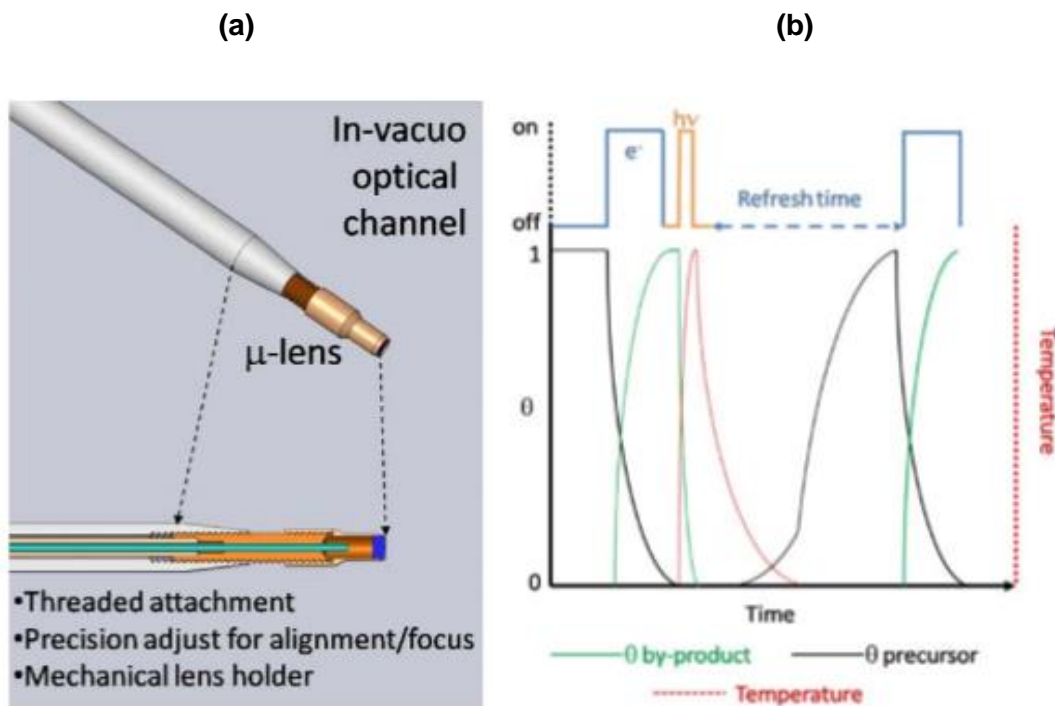 (a)
(b)
In-vacuo
optical
channel
μ-lens
•Threaded attachment
•Precision adjust for alignment/focus
•Mechanical lens holder
on
off
e-
hν
Refresh time
1
θ
0
Time
Temperature
θ by-product
θ precursor
Temperature